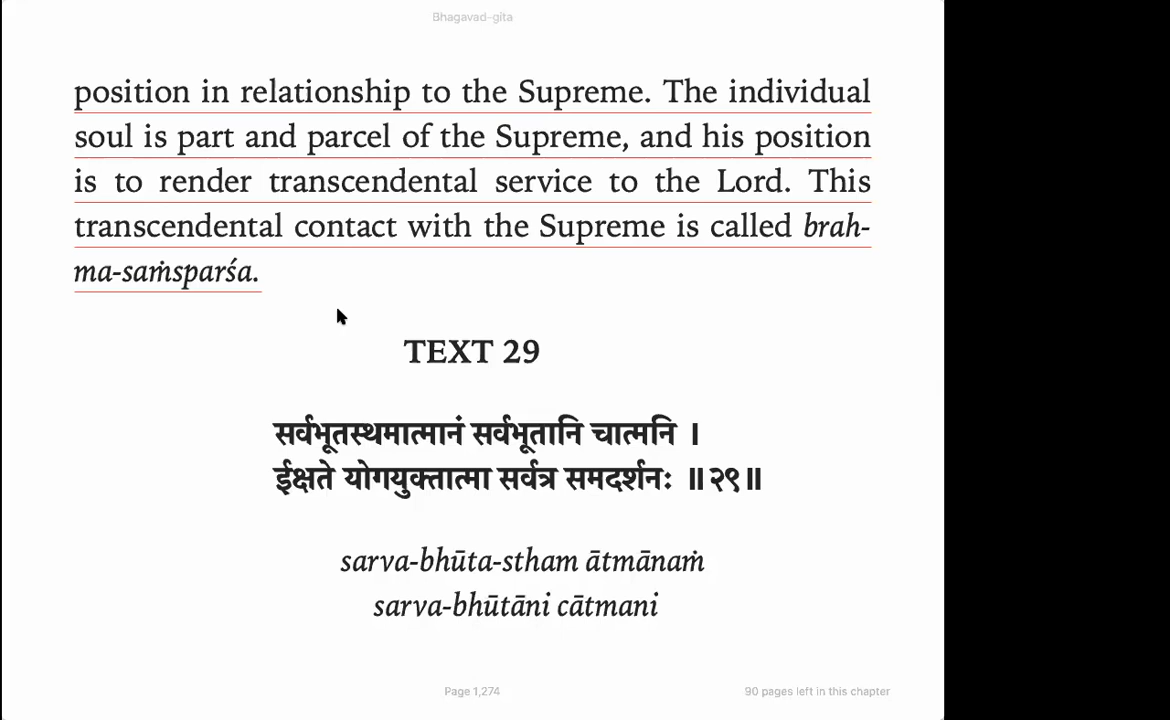 Bhagavad-gītā
position in relationship to the Supreme. The individual
soul is part and parcel of the Supreme, and his position
is to render transcendental service to the Lord. This
transcendental contact with the Supreme is called brah-
ma-saṁsparśa.
TEXT 29
सर्वभूतस्थमात्मानं सर्वभूतानि चात्मनि ।
ईक्षते योगयुक्तात्मा सर्वत्र समदर्शनः ॥२९॥
sarva-bhūta-stham ātmānaṁ
sarva-bhūtāni cātmani
Page 1,274
90 pages left in this chapter